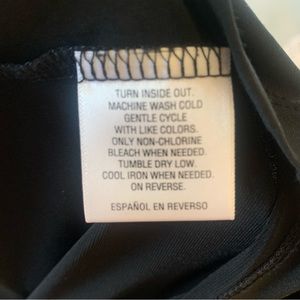 TURN INSIDE OUT.
MACHINE WASH COLD
GENTLE CYCLE
WITH LIKE COLORS.
ONLY NON-CHLORINE
BLEACH WHEN NEEDED.
TUMBLE DRY LOW.
COOL IRON WHEN NEEDED.
ON REVERSE.
ESPAÑOL EN REVERSO